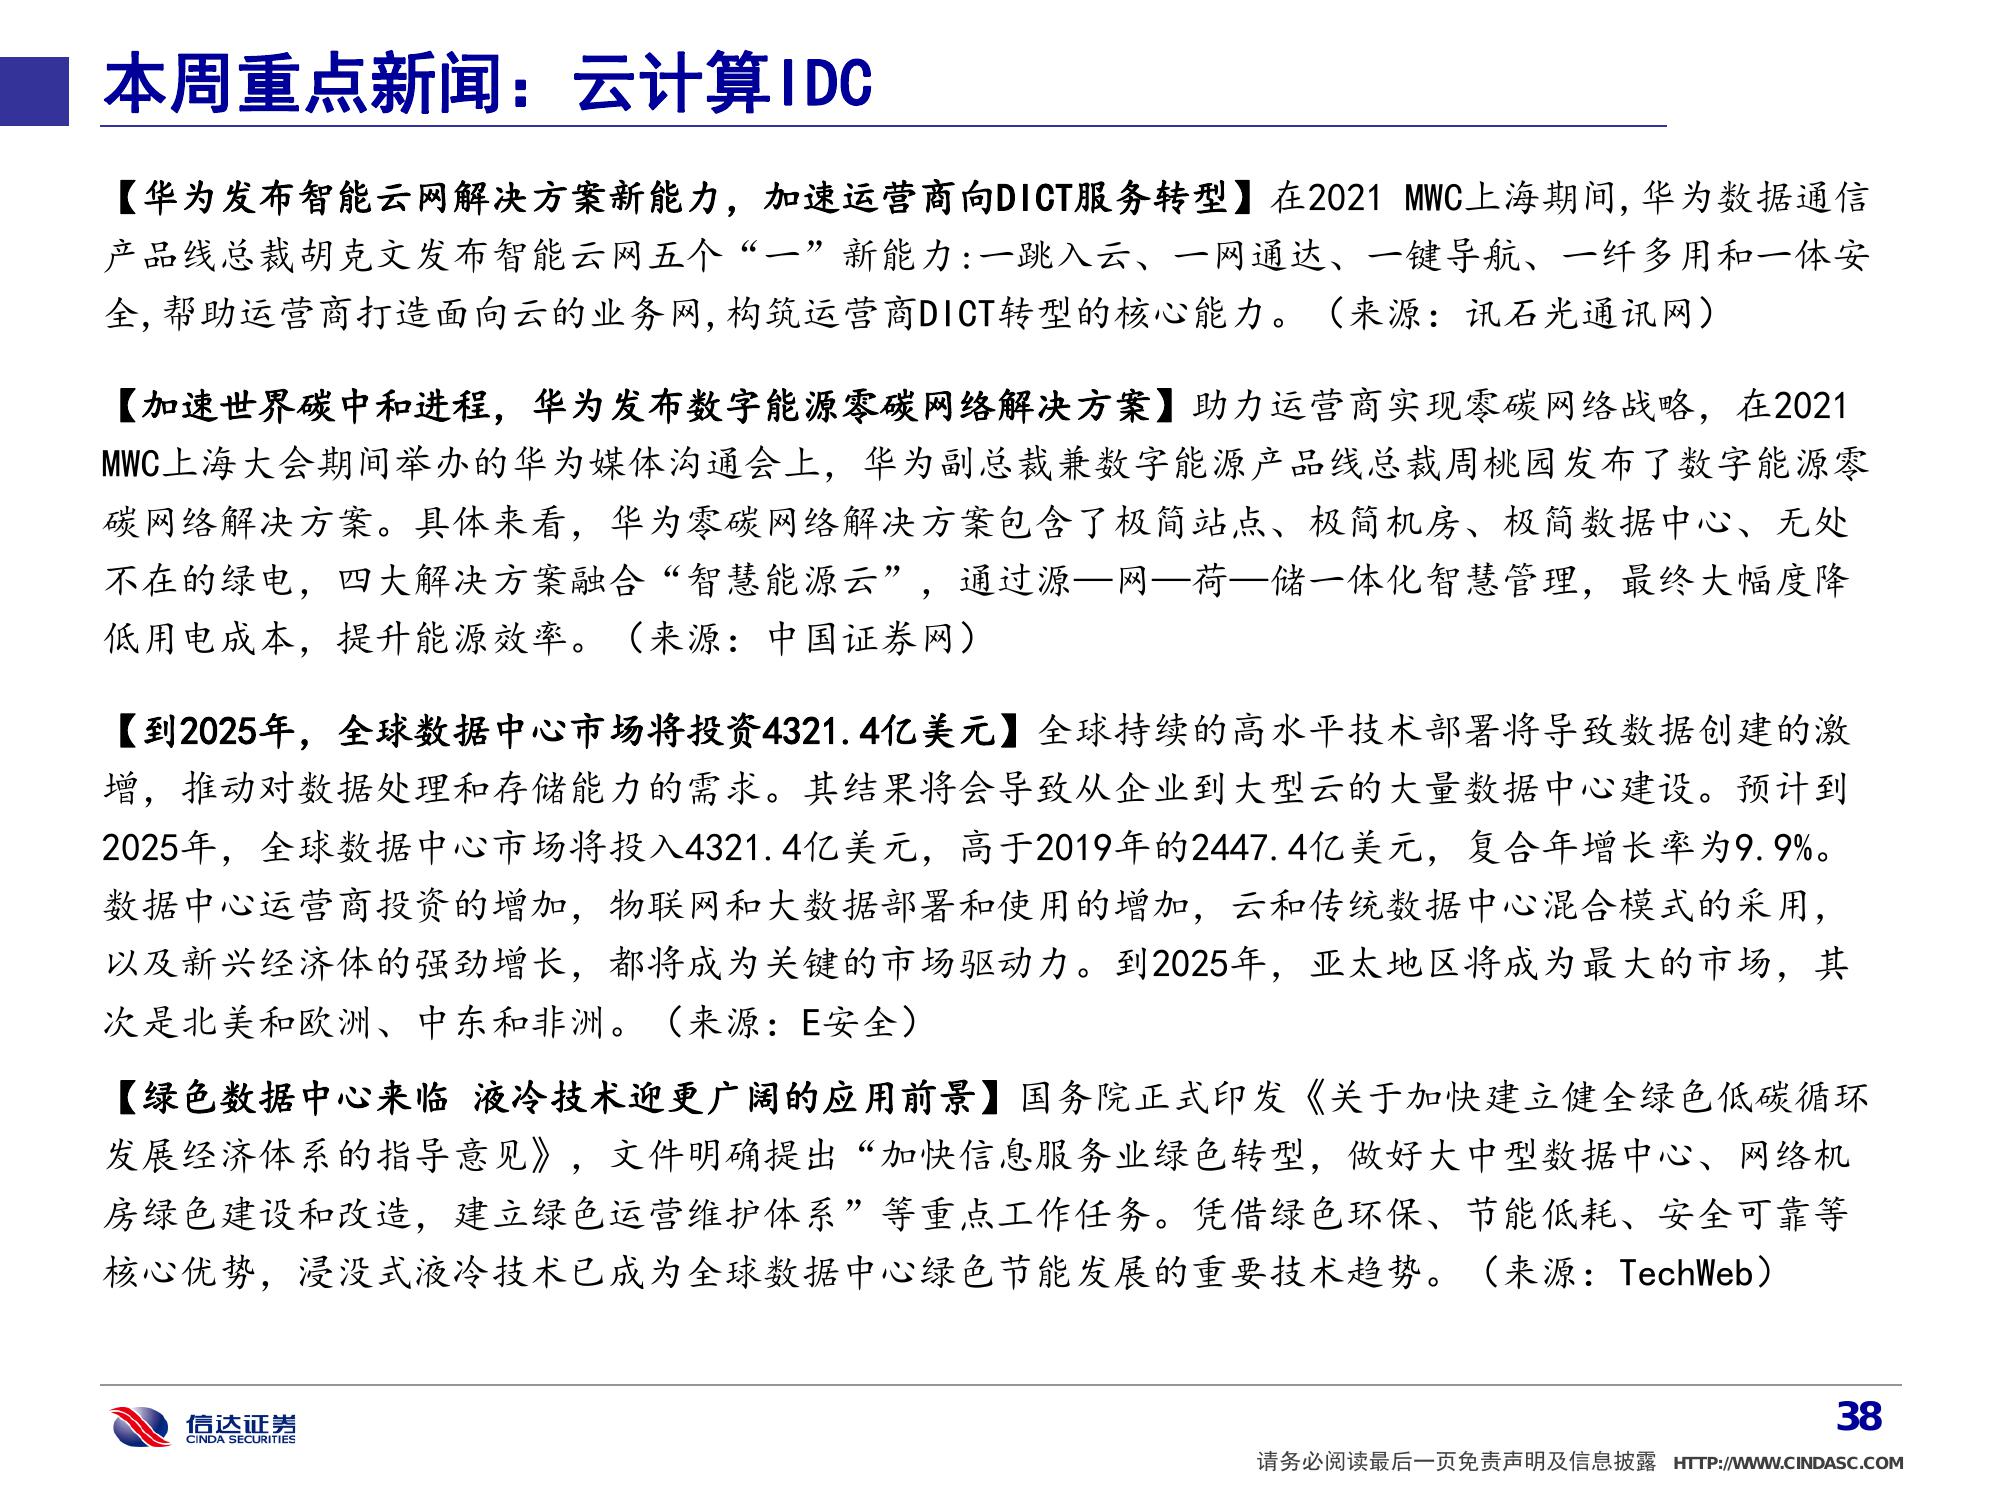 本周重点新闻：云计算IDC
【华为发布智能云网解决方案新能力，加速运营商向DICT服务转型】在2021 MWC上海期间,华为数据通信
产品线总裁胡克文发布智能云网五个“一”新能力:一跳入云、一网通达、一键导航、一纤多用和一体安
全,帮助运营商打造面向云的业务网,构筑运营商DICT转型的核心能力。（来源：讯石光通讯网）
【加速世界碳中和进程，华为发布数字能源零碳网络解决方案】助力运营商实现零碳网络战略，在2021
MWC上海大会期间举办的华为媒体沟通会上，华为副总裁兼数字能源产品线总裁周桃园发布了数字能源零
碳网络解决方案。具体来看，华为零碳网络解决方案包含了极简站点、极简机房、极简数据中心、无处
不在的绿电，四大解决方案融合“智慧能源云”，通过源—网—荷—储一体化智慧管理，最终大幅度降
低用电成本，提升能源效率。（来源：中国证券网）
【到2025年，全球数据中心市场将投资4321.4亿美元】全球持续的高水平技术部署将导致数据创建的激
增，推动对数据处理和存储能力的需求。其结果将会导致从企业到大型云的大量数据中心建设。预计到
2025年，全球数据中心市场将投入4321.4亿美元，高于2019年的2447.4亿美元，复合年增长率为9.9%。
数据中心运营商投资的增加，物联网和大数据部署和使用的增加，云和传统数据中心混合模式的采用，
以及新兴经济体的强劲增长，都将成为关键的市场驱动力。到2025年，亚太地区将成为最大的市场，其
次是北美和欧洲、中东和非洲。（来源：E安全）
【绿色数据中心来临 液冷技术迎更广阔的应用前景】国务院正式印发《关于加快建立健全绿色低碳循环
发展经济体系的指导意见》，文件明确提出“加快信息服务业绿色转型，做好大中型数据中心、网络机
房绿色建设和改造，建立绿色运营维护体系”等重点工作任务。凭借绿色环保、节能低耗、安全可靠等
核心优势，浸没式液冷技术已成为全球数据中心绿色节能发展的重要技术趋势。（来源：TechWeb）
信达证券
CINDA SECURITIES
38
请务必阅读最后一页免责声明及信息披露 HTTP://WWW.CINDASC.COM